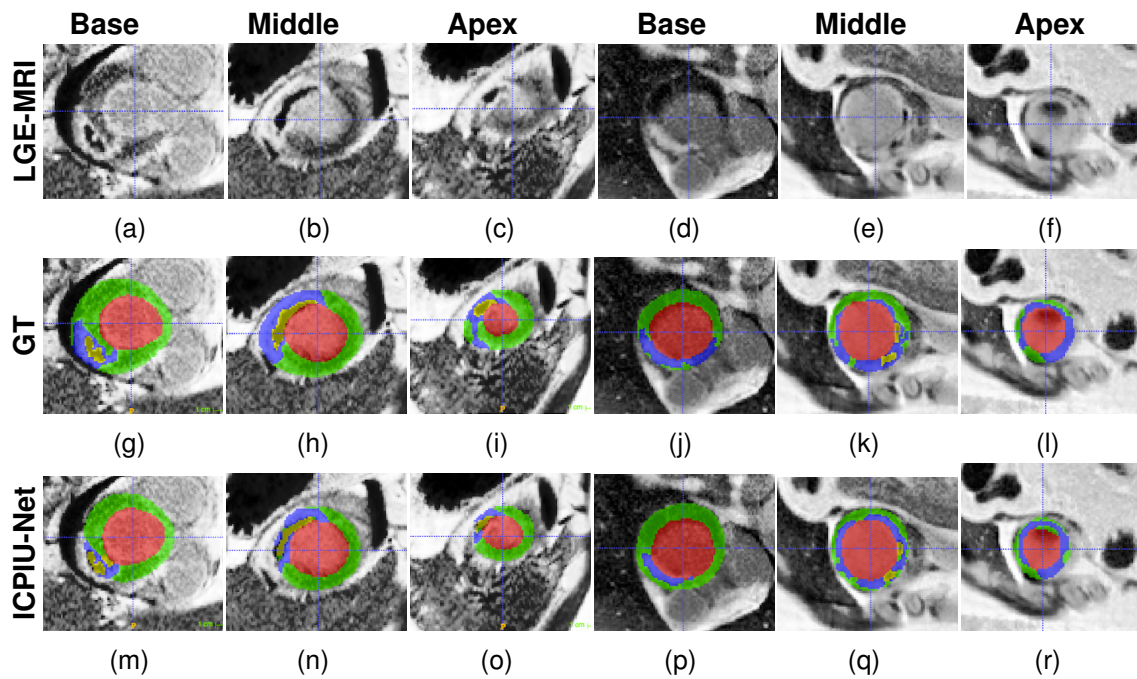 Base Middle Apex Base Middle Apex
LGE-MRI
(a) (b) (c) (d) (e) (f)
GT
(g) (h) (i) (j) (k) (l)
ICPIU-Net
(m) (n) (o) (p) (q) (r)